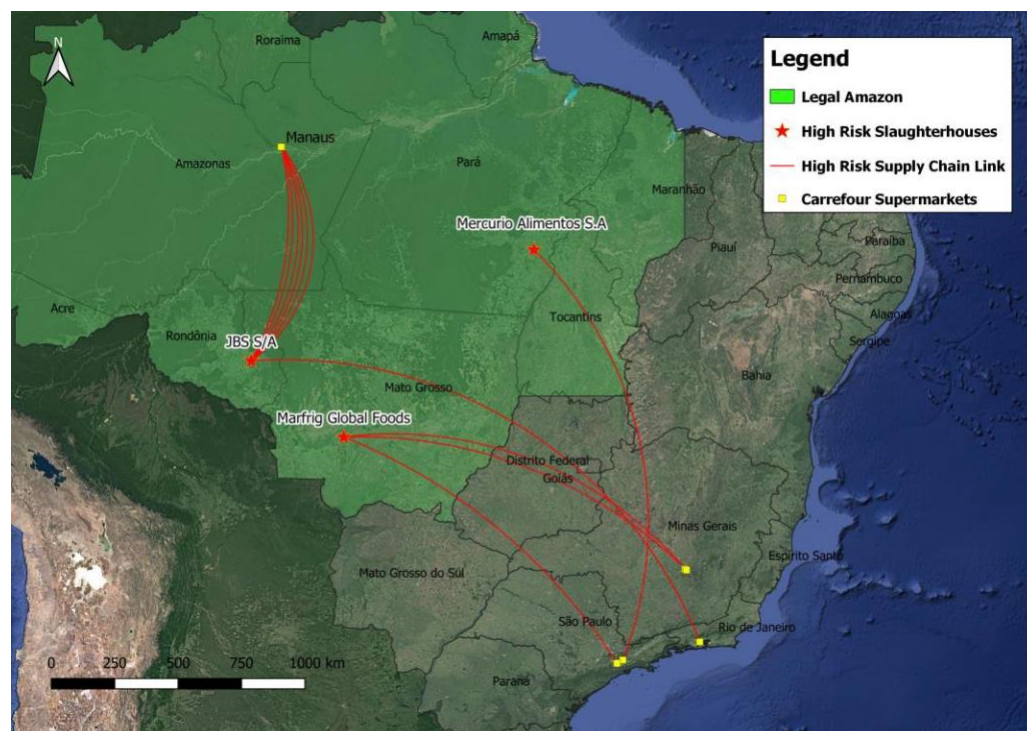 Roraima
Amapá
N
Legend
Legal Amazon
High Risk Slaughterhouses
High Risk Supply Chain Link
Carrefour Supermarkets
Manaus
Amazonas
Pará
Maranhão
Mercurio Alimentos S.A
Piauí
Paraíba
Pernambuco
Alagoas
Sergipe
Acre
Rondônia
Tocantins
JBS S/A
Bahia
Mato Grosso
Marfrig Global Foods
Distrito Federal
Goiás
Minas Gerais
Espirito Santo
Mato Grosso do Sul
São Paulo
Rio de Janeiro
0 250 500 750 1000 km
Paraná